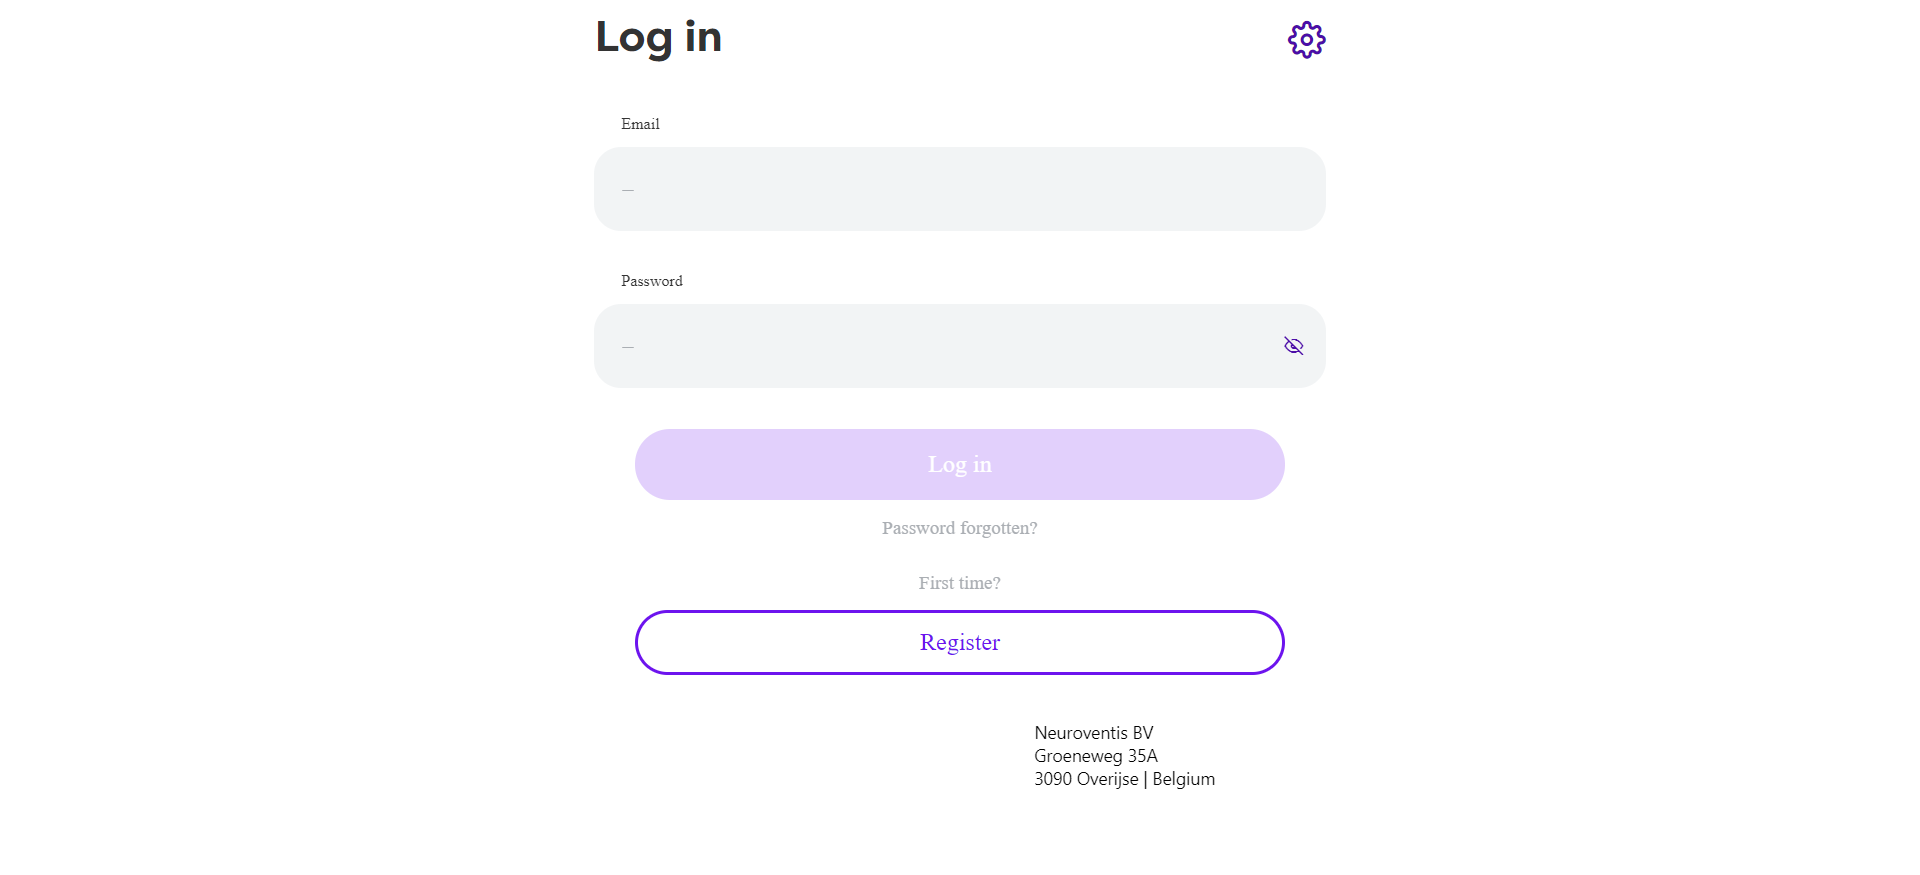 Log in
Email
_
Password
_
Log in
Password forgotten?
First time?
Register
Neuroventis BV
Groeneweg 35A
3090 Overijse | Belgium